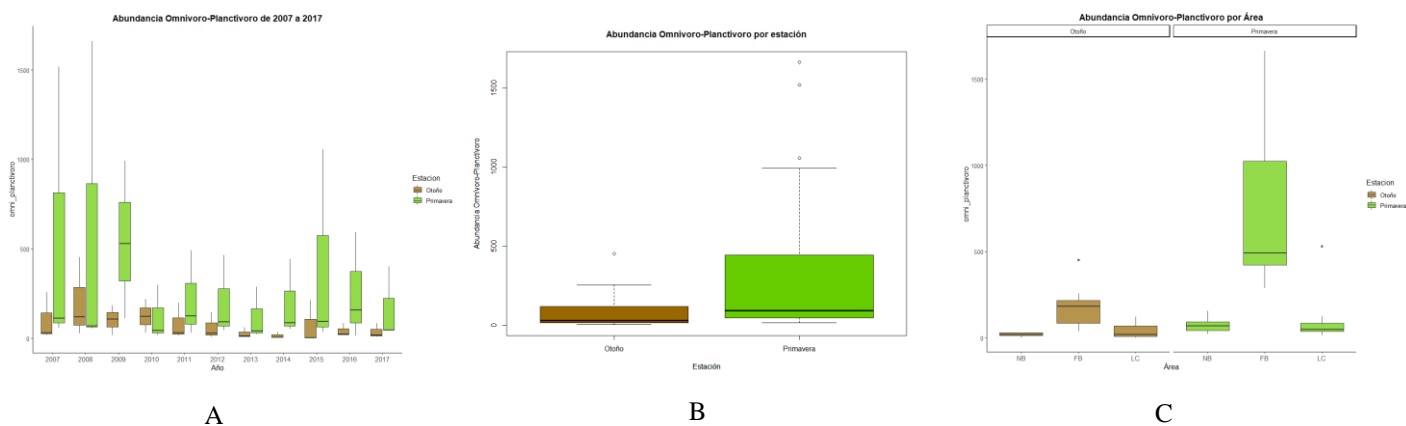 Abundancia Omnivoro-Planctivoro de 2007 a 2017
omni_planctivoro
1500
1000
500
0
2007 2008 2009 2010 2011 2012 2013 2014 2015 2016 2017
Año
Estacion
Otoño
Primavera
A
Abundancia Omnivoro-Planctivoro por estación
Abundancia Omnivoro-Planctivoro
1500
1000
500
0
Otoño Primavera
Estación
B
Abundancia Omnivoro-Planctivoro por Área
Otoño Primavera
omni_planctivoro
1500
1000
500
0
NB FB LC NB FB LC
Área
Estacion
Otoño
Primavera
C